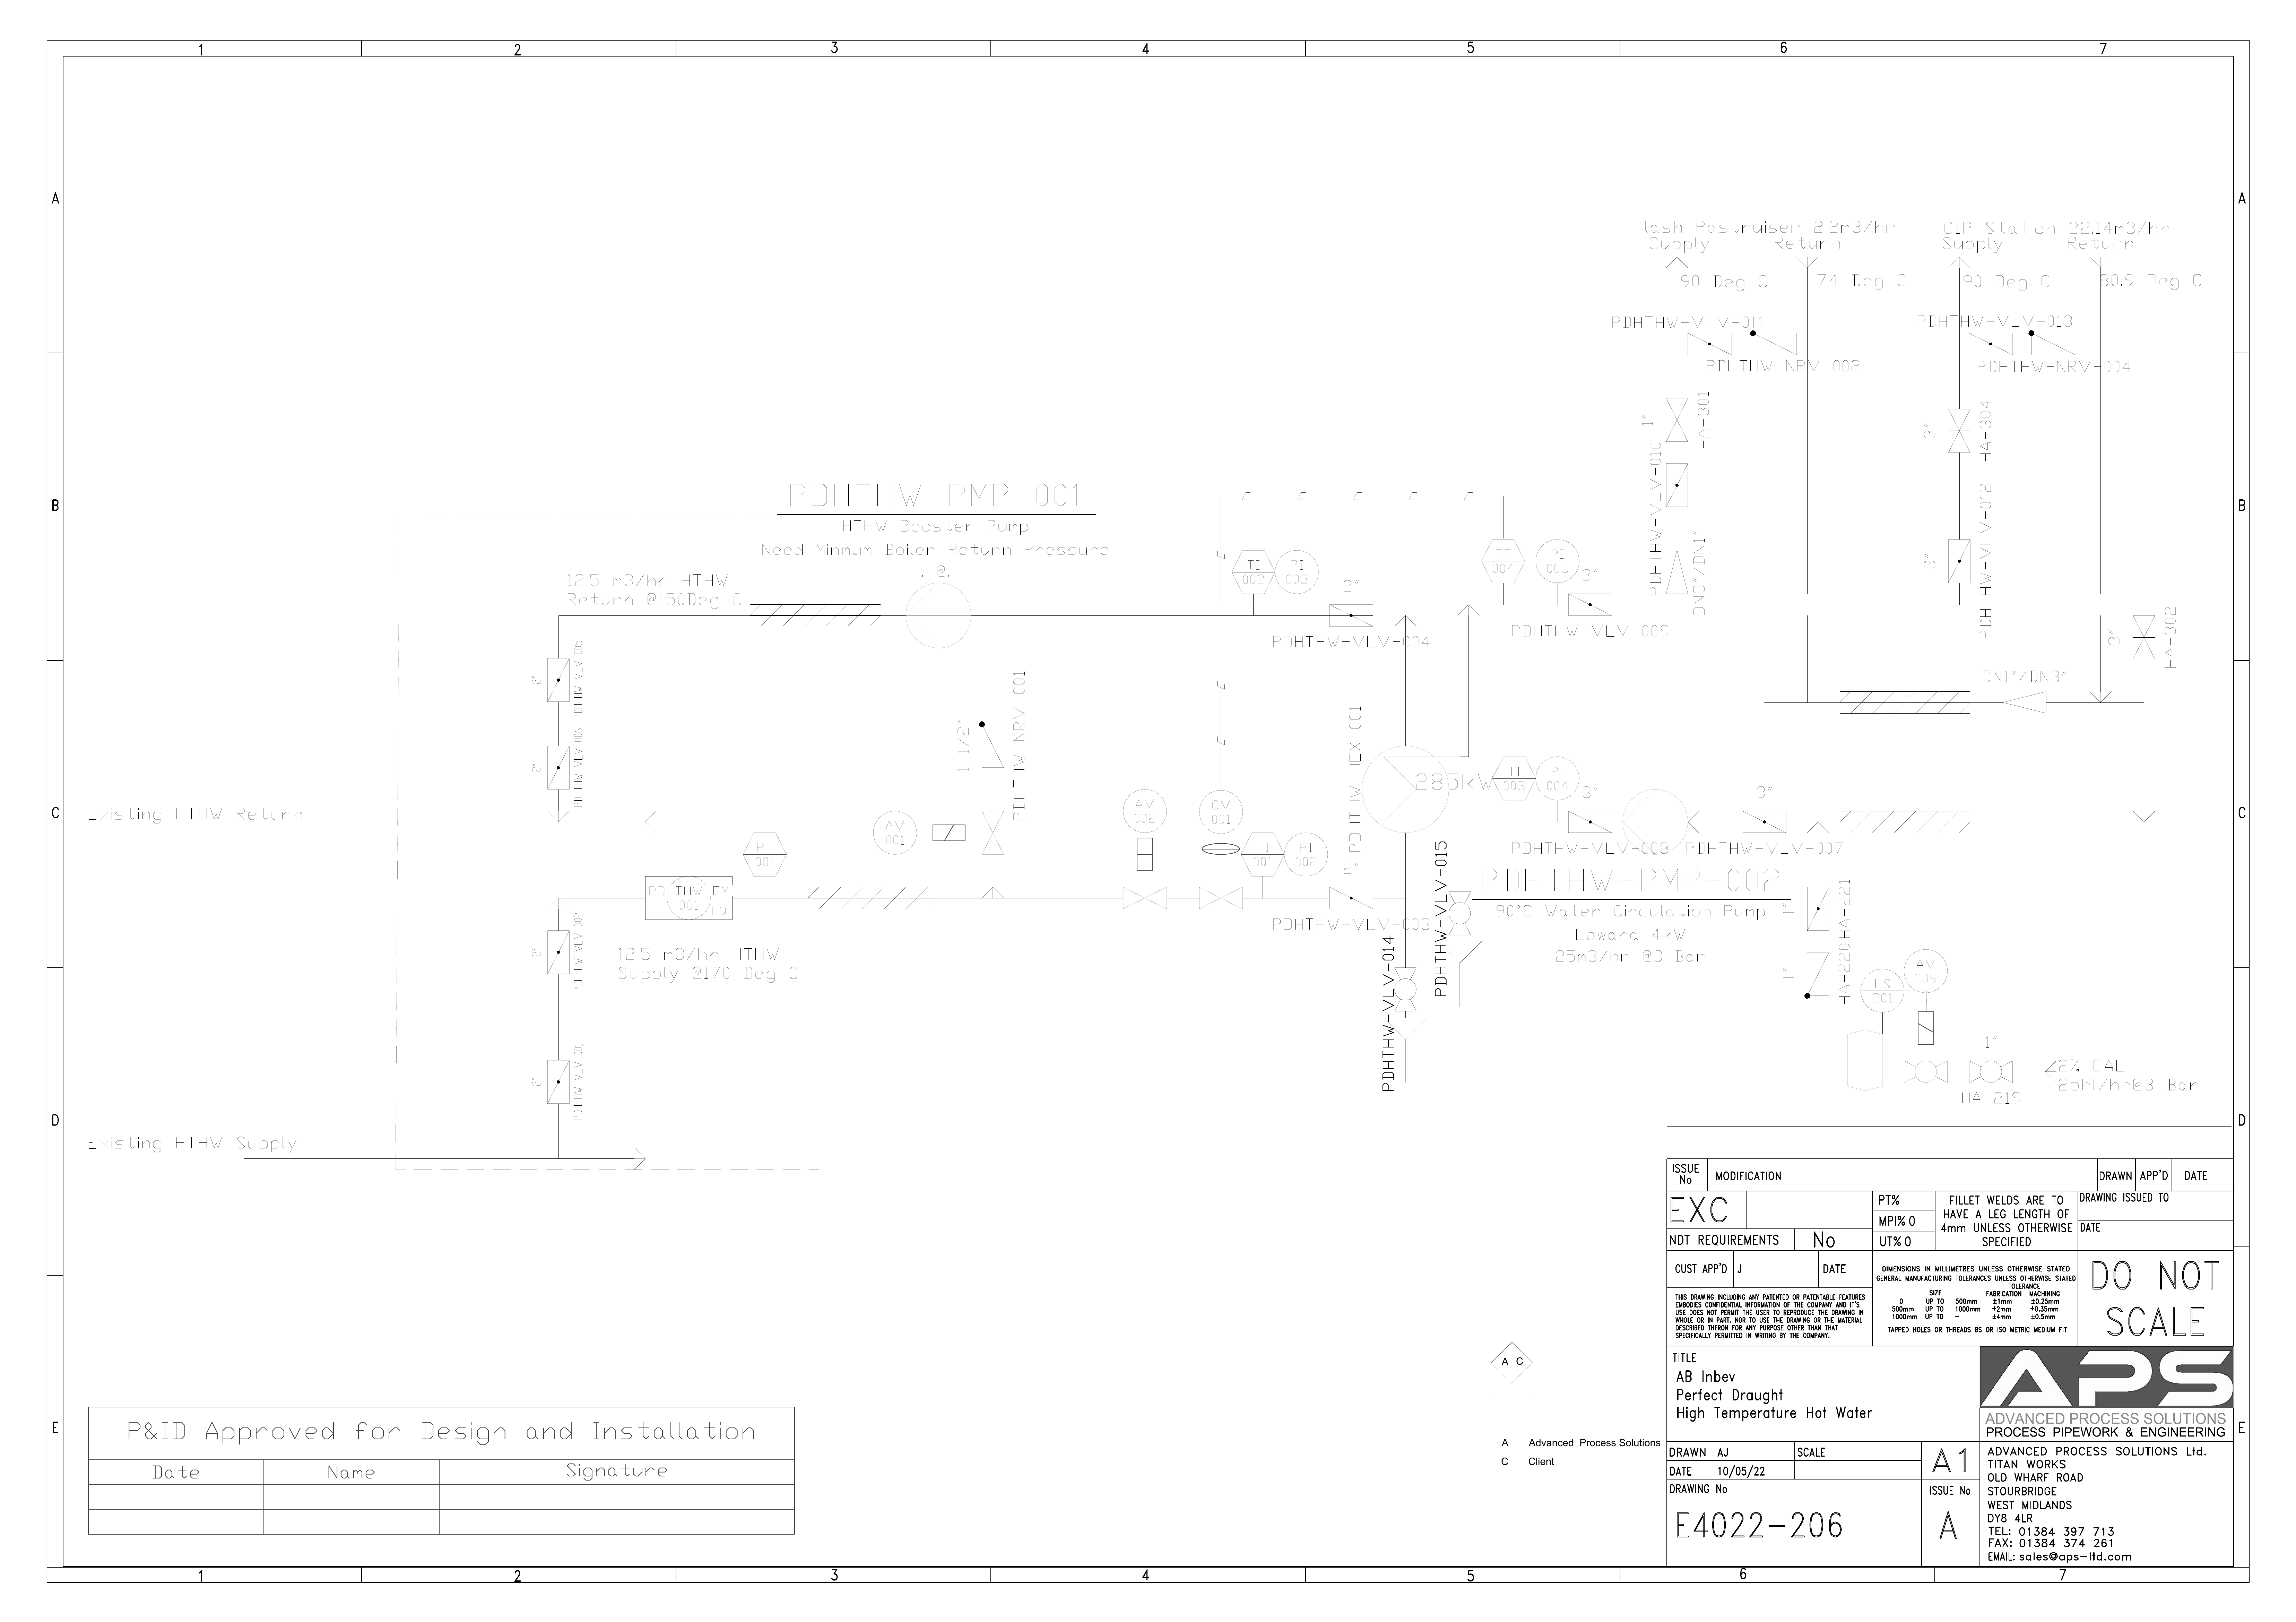 1 2 3 4 5 6 7
A A
B B
C C
D D
E E
Flash Pastruiser 2.2m3/hr
Supply Return
90 Deg C 74 Deg C
CIP Station 22.14m3/hr
Supply Return
90 Deg C 80.9 Deg C
PDHTHW-VLV-011
PDHTHW-NRV-002
PDHTHW-VLV-013
PDHTHW-NRV-004
1"
HA-301
PDHTHW-VLV-010
DN3"/DN1"
3"
HA-304
3"
PDHTHW-VLV-012
PDHTHW-PMP-001
HTHW Booster Pump
Need Minmum Boiler Return Pressure
@
12.5 m3/hr HTHW
Return @150Deg C
E E E E E
E
E
E
TI
002
PI
003
2"
PDHTHW-VLV-004
TT
004
PI
005
3"
PDHTHW-VLV-009
3"
HA-302
DN1"/DN3"
2"
PDHTHW-VLV-005
2"
PDHTHW-VLV-006
1 1/2"
PDHTHW-NRV-001
PDHTHW-HEX-001
285kW
TI
003
PI
004
3"
3"
PDHTHW-VLV-008 PDHTHW-VLV-007
Existing HTHW Return
PT
001
AV
001
AV
002
CV
001
TI
001
PI
002
2"
PDHTHW-VLV-003
PDHTHW-FM
001
FQ
2"
PDHTHW-VLV-002
12.5 m3/hr HTHW
Supply @170 Deg C
PDHTHW-VLV-015
PDHTHW-VLV-014
PDHTHW-PMP-002
90°C Water Circulation Pump
Lowara 4kW
25m3/hr @3 Bar
1"
HA-221
1"
HA-220
LS
201
AV
009
1"
HA-219
2% CAL
25hl/hr@3 Bar
2"
PDHTHW-VLV-001
Existing HTHW Supply
ISSUE No MODIFICATION DRAWN APP'D DATE
EXC
PT%
MPI% 0
UT% 0
FILLET WELDS ARE TO
HAVE A LEG LENGTH OF
4mm UNLESS OTHERWISE
SPECIFIED
DRAWING ISSUED TO
DATE
NDT REQUIREMENTS No
CUST APP'D J DATE
THIS DRAWING INCLUDING ANY PATENTED OR PATENTABLE FEATURES
EMBODIES CONFIDENTIAL INFORMATION OF THE COMPANY AND IT'S
USE DOES NOT PERMIT THE USER TO REPRODUCE THE DRAWING IN
WHOLE OR IN PART. NOR TO USE THE DRAWING OR THE MATERIAL
DESCRIBED THERON FOR ANY PURPOSE OTHER THAN THAT
SPECIFICALLY PERMITTED IN WRITING BY THE COMPANY.
DIMENSIONS IN MILLIMETRES UNLESS OTHERWISE STATED
GENERAL MANUFACTURING TOLERANCES UNLESS OTHERWISE STATED
TOLERANCE
SIZE FABRICATION MACHINING
0 UP TO 500mm ±1mm ±0.25mm
500mm UP TO 1000mm ±2mm ±0.35mm
1000mm UP TO - ±4mm ±0.5mm
TAPPED HOLES OR THREADS BS OR ISO METRIC MEDIUM FIT
DO NOT
SCALE
TITLE
AB Inbev
Perfect Draught
High Temperature Hot Water
APS
ADVANCED PROCESS SOLUTIONS
PROCESS PIPEWORK & ENGINEERING
DRAWN AJ SCALE
DATE 10/05/22
A1
DRAWING No
E4022-206
ISSUE No
A
ADVANCED PROCESS SOLUTIONS Ltd.
TITAN WORKS
OLD WHARF ROAD
STOURBRIDGE
WEST MIDLANDS
DY8 4LR
TEL: 01384 397 713
FAX: 01384 374 261
EMAIL: sales@aps-ltd.com
A C
A Advanced Process Solutions
C Client
P&ID Approved for Design and Installation
Date Name Signature
1 2 3 4 5 6 7